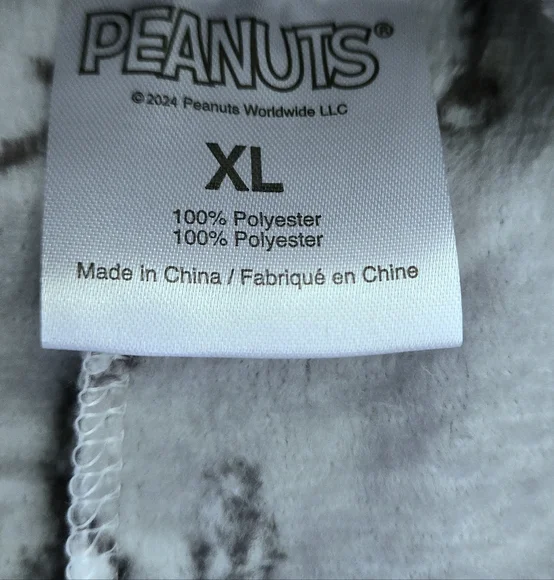 PEANUTS®
©2024 Peanuts Worldwide LLC
XL
100% Polyester
100% Polyester
Made in China / Fabriqué en Chine